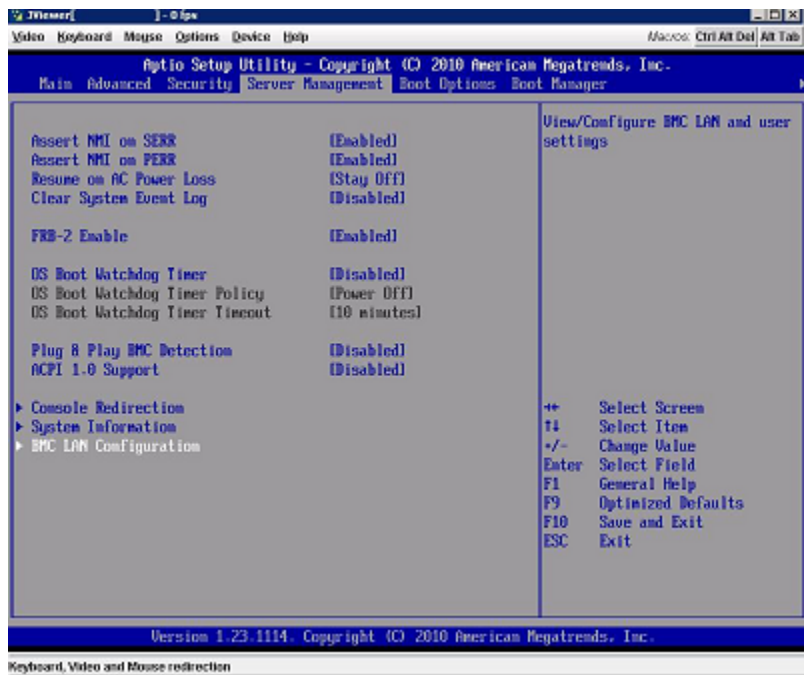 JViewer[ ] - 0 fps
Video Keyboard Mouse Options Device Help Macros: Ctrl Alt Del Alt Tab
Aptio Setup Utility - Copyright (C) 2010 American Megatrends, Inc.
Main Advanced Security Server Management Boot Options Boot Manager
View/Configure BMC LAN and user
settings
Assert NMI on SERR [Enabled]
Assert NMI on PERR [Enabled]
Resume on AC Power Loss [Stay Off]
Clear System Event Log [Disabled]
FRB-2 Enable [Enabled]
OS Boot Watchdog Timer [Disabled]
OS Boot Watchdog Timer Policy [Power Off]
OS Boot Watchdog Timer Timeout [10 minutes]
Plug & Play BMC Detection [Disabled]
ACPI 1.0 Support [Disabled]
Console Redirection
System Information
BMC LAN Configuration
→← Select Screen
↑↓ Select Item
+/- Change Value
Enter Select Field
F1 General Help
F9 Optimized Defaults
F10 Save and Exit
ESC Exit
Version 1.23.1114. Copyright (C) 2010 American Megatrends, Inc.
Keyboard, Video and Mouse redirection